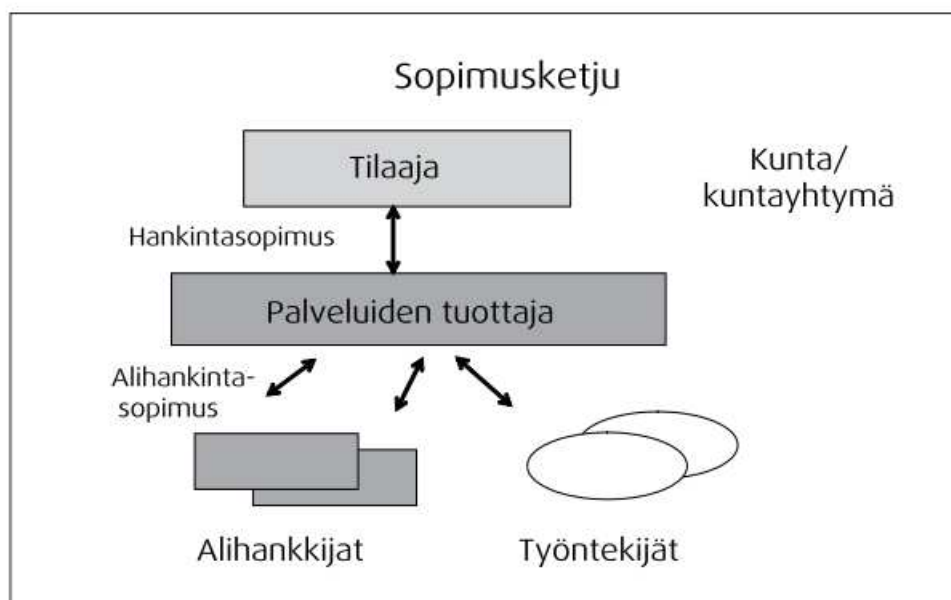 Sopimusketju
Tilaaja
Kunta/
kuntayhtymä
Hankintasopimus
Palveluiden tuottaja
Alihankinta-
sopimus
Alihankkijat
Työntekijät